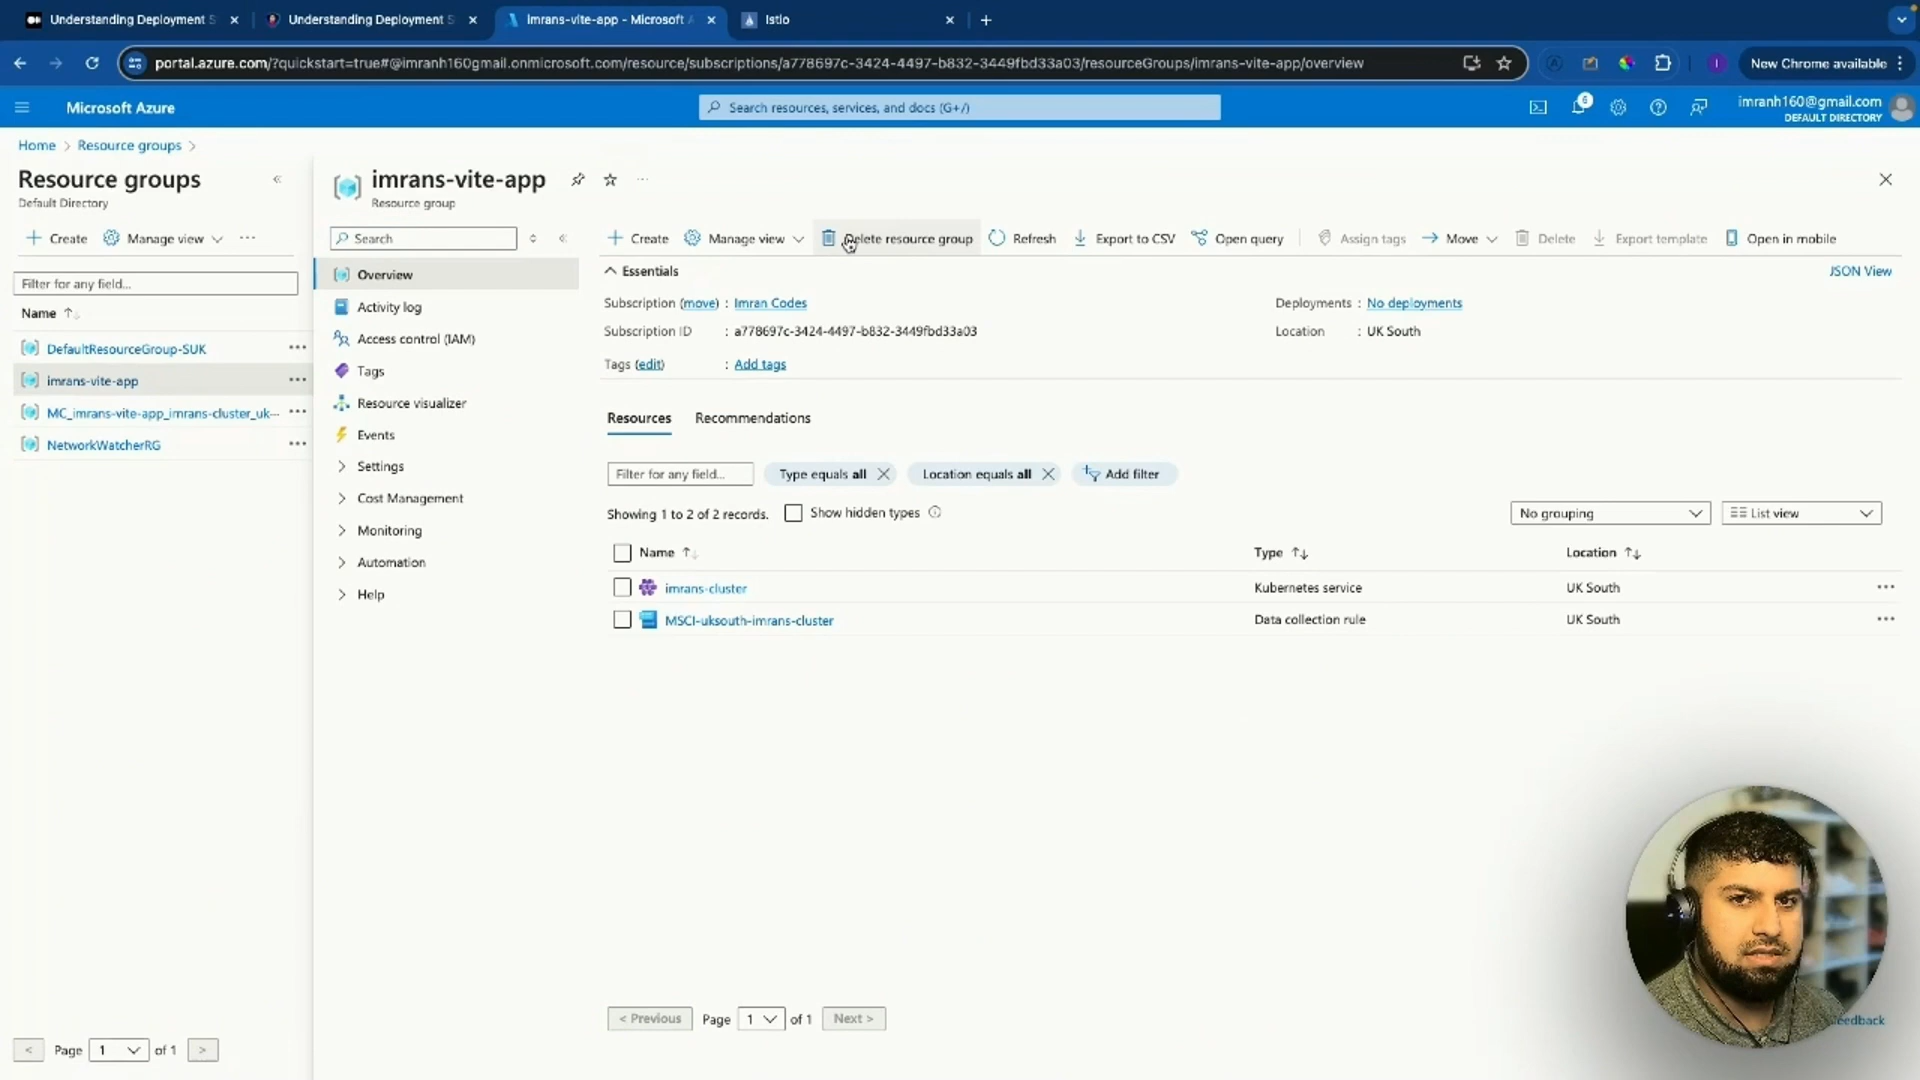 Understanding Deployment S
Understanding Deployment S
imrans-vite-app - Microsoft A
Istio
portal.azure.com/?quickstart=true#@imranh160gmail.onmicrosoft.com/resource/subscriptions/a778697c-3424-4497-b832-3449fbd33a03/resourceGroups/imrans-vite-app/overview
New Chrome available
Microsoft Azure
Search resources, services, and docs (G+/)
6
imranh160@gmail.com
DEFAULT DIRECTORY
Home > Resource groups >
Resource groups
Default Directory
Create
Manage view
Filter for any field...
Name
DefaultResourceGroup-SUK
imrans-vite-app
MC_imrans-vite-app_imrans-cluster_uk...
NetworkWatcherRG
< Page 1 of 1 >
imrans-vite-app
Resource group
Search
Overview
Activity log
Access control (IAM)
Tags
Resource visualizer
Events
Settings
Cost Management
Monitoring
Automation
Help
Create
Manage view
Delete resource group
Refresh
Export to CSV
Open query
Assign tags
Move
Delete
Export template
Open in mobile
Essentials
JSON View
Subscription (move) : Imran Codes
Subscription ID : a778697c-3424-4497-b832-3449fbd33a03
Tags (edit) : Add tags
Deployments : No deployments
Location : UK South
Resources
Recommendations
Filter for any field...
Type equals all
Location equals all
Add filter
Showing 1 to 2 of 2 records.
Show hidden types
No grouping
List view
Name
Type
Location
imrans-cluster
Kubernetes service
UK South
MSCI-uksouth-imrans-cluster
Data collection rule
UK South
< Previous
Page 1 of 1
Next >